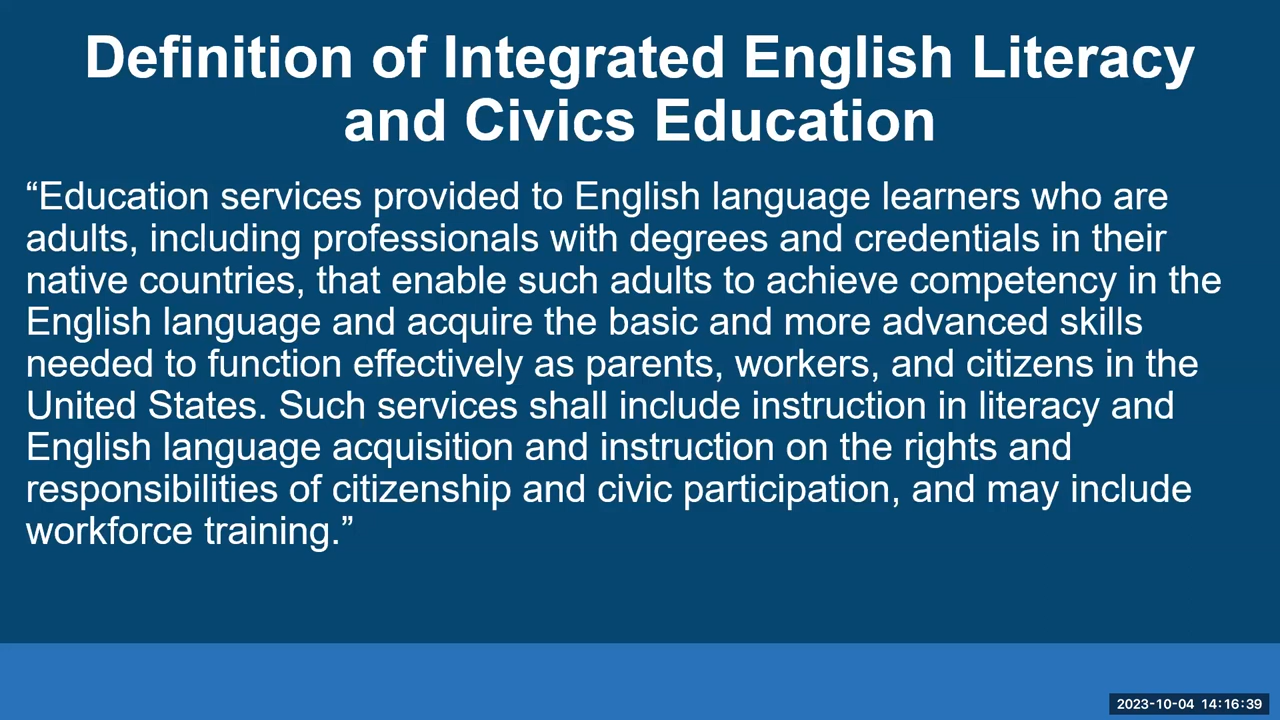 Definition of Integrated English Literacy
and Civics Education
“Education services provided to English language learners who are
adults, including professionals with degrees and credentials in their
native countries, that enable such adults to achieve competency in the
English language and acquire the basic and more advanced skills
needed to function effectively as parents, workers, and citizens in the
United States. Such services shall include instruction in literacy and
English language acquisition and instruction on the rights and
responsibilities of citizenship and civic participation, and may include
workforce training.”
2023-10-04 14:16:39